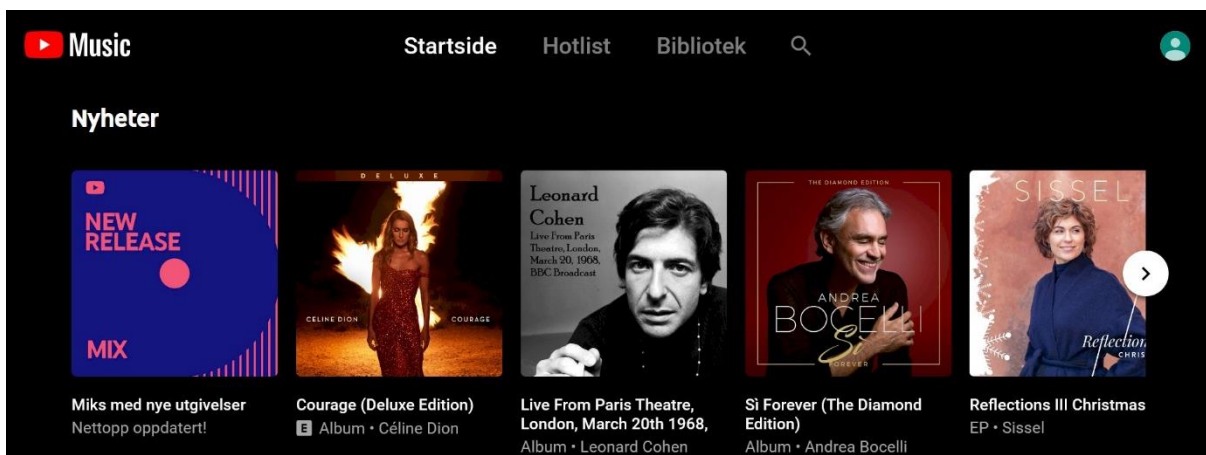 Music
Startside Hotlist Bibliotek
Nyheter
NEW
RELEASE
MIX
Miks med nye utgivelser
Nettopp oppdatert!
DELUXE
CELINE DION COURAGE
Courage (Deluxe Edition)
E Album • Céline Dion
Leonard
Cohen
Live From Paris
Theatre, London,
March 20, 1968,
BBC Broadcast
Live From Paris Theatre,
London, March 20th 1968,
Album • Leonard Cohen
THE DIAMOND EDITION
ANDREA
BOCELLI
Sì
FOREVER
Sì Forever (The Diamond
Edition)
Album • Andrea Bocelli
SISSEL
Reflection
CHRIS
Reflections III Christmas
EP • Sissel